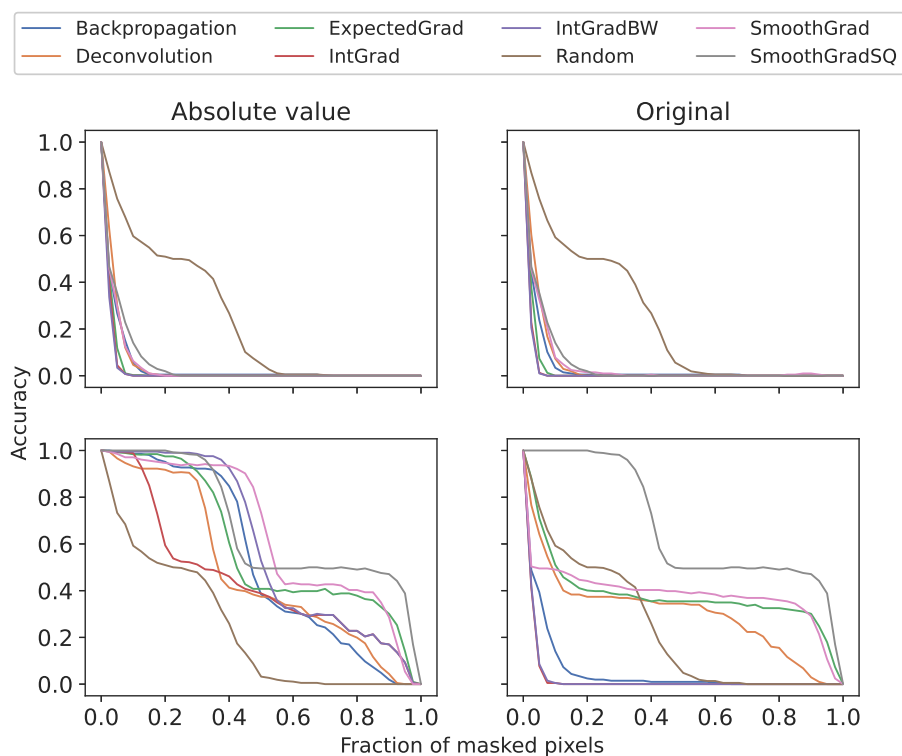 Backpropagation ExpectedGrad IntGradBW SmoothGrad
Deconvolution IntGrad Random SmoothGradSQ
Absolute value Original
1.0
0.8
0.6
0.4
0.2
0.0
Accuracy
1.0
0.8
0.6
0.4
0.2
0.0
0.0 0.2 0.4 0.6 0.8 1.0 0.0 0.2 0.4 0.6 0.8 1.0
Fraction of masked pixels